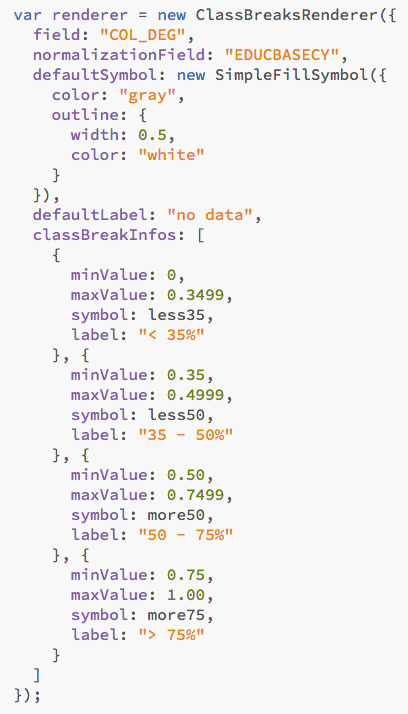 var renderer = new ClassBreaksRenderer({
  field: "COL_DEG",
  normalizationField: "EDUCBASECY",
  defaultSymbol: new SimpleFillSymbol({
    color: "gray",
    outline: {
      width: 0.5,
      color: "white"
    }
  }),
  defaultLabel: "no data",
  classBreakInfos: [
    {
      minValue: 0,
      maxValue: 0.3499,
      symbol: less35,
      label: "< 35%"
    }, {
      minValue: 0.35,
      maxValue: 0.4999,
      symbol: less50,
      label: "35 - 50%"
    }, {
      minValue: 0.50,
      maxValue: 0.7499,
      symbol: more50,
      label: "50 - 75%"
    }, {
      minValue: 0.75,
      maxValue: 1.00,
      symbol: more75,
      label: "> 75%"
    }
  ]
});